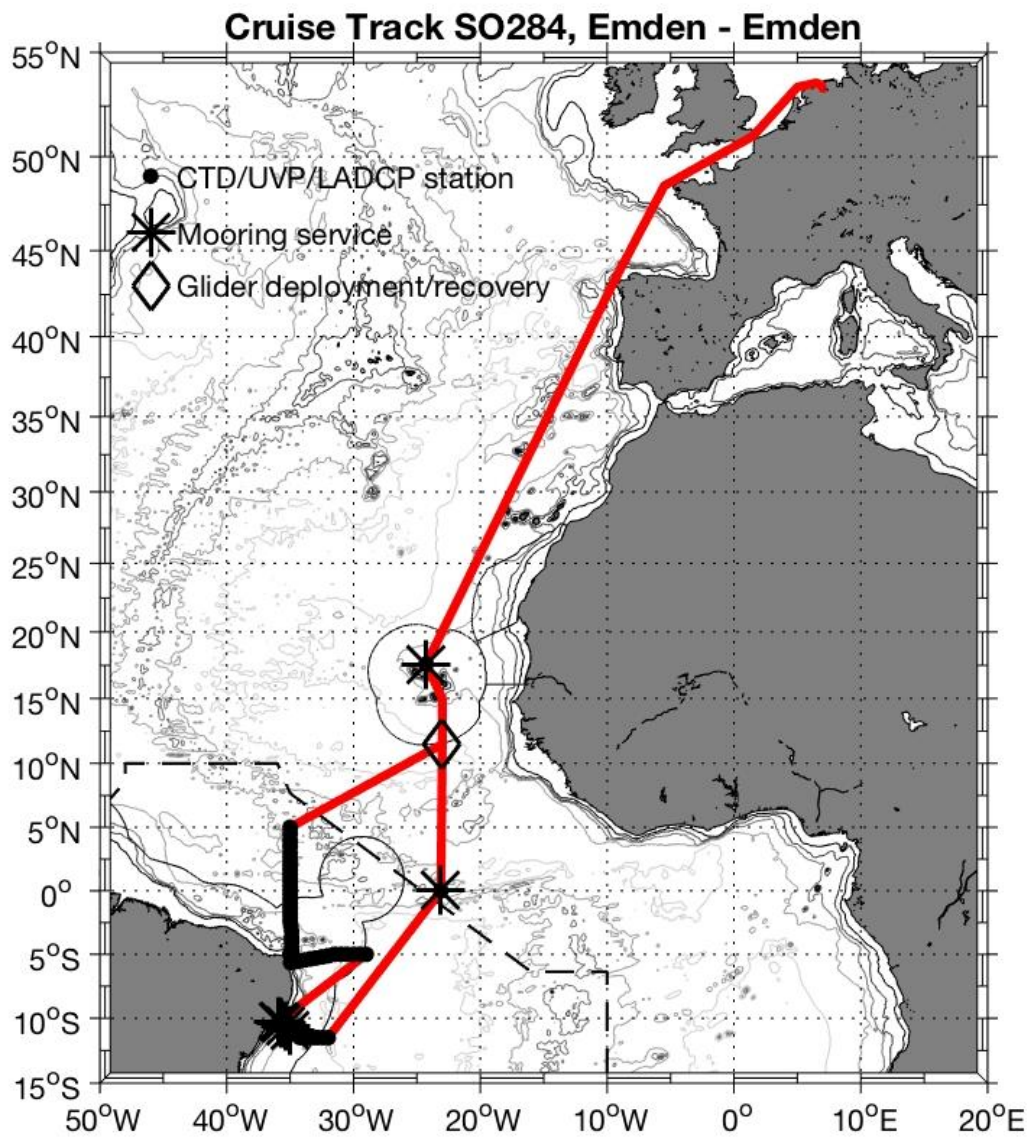 Cruise Track SO284, Emden - Emden
55°N
50°N
45°N
40°N
35°N
30°N
25°N
20°N
15°N
10°N
5°N
0°
5°S
10°S
15°S
CTD/UVP/LADCP station
Mooring service
Glider deployment/recovery
50°W 40°W 30°W 20°W 10°W 0° 10°E 20°E